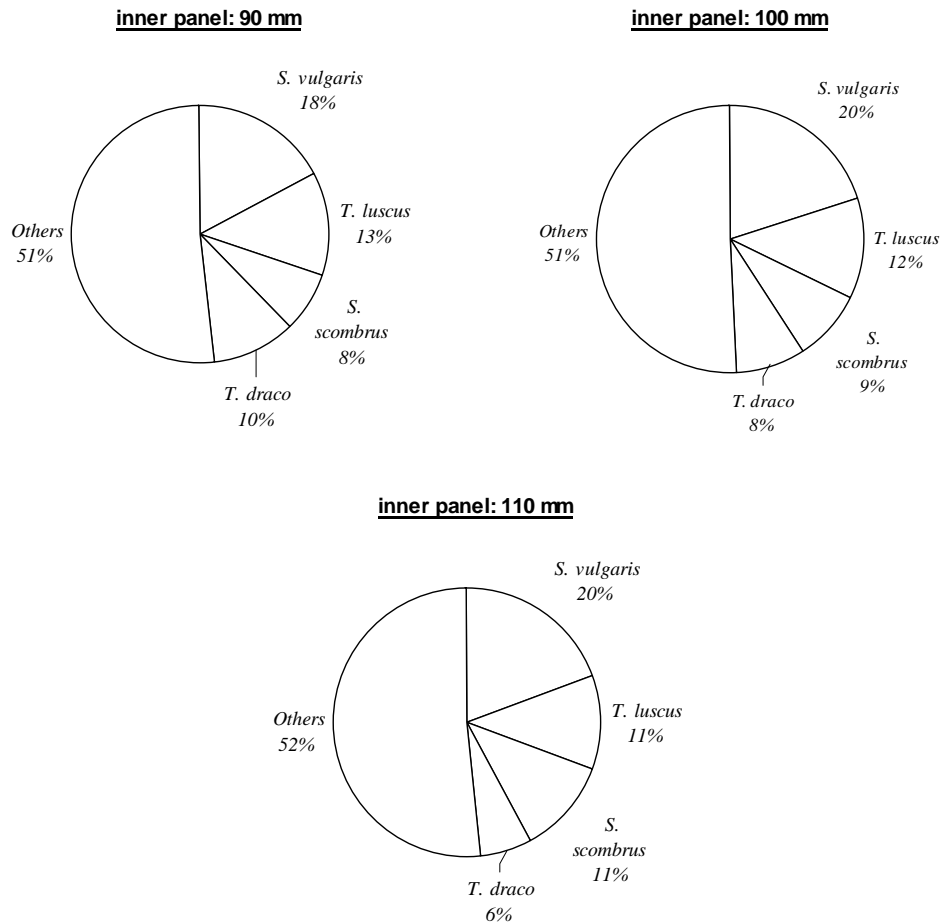 inner panel: 90 mm
S. vulgaris
18%
T. luscus
13%
S.
scombrus
8%
T. draco
10%
Others
51%
inner panel: 100 mm
S. vulgaris
20%
T. luscus
12%
S.
scombrus
9%
T. draco
8%
Others
51%
inner panel: 110 mm
S. vulgaris
20%
T. luscus
11%
S.
scombrus
11%
T. draco
6%
Others
52%